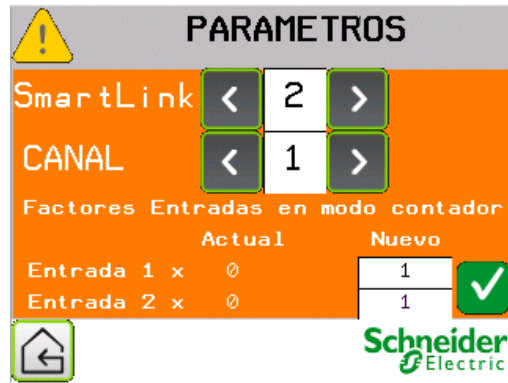 PARAMETROS
SmartLink < 2 >
CANAL < 1 >
Factores Entradas en modo contador
Actual Nuevo
Entrada 1 x 0 1
Entrada 2 x 0 1
Schneider
Electric